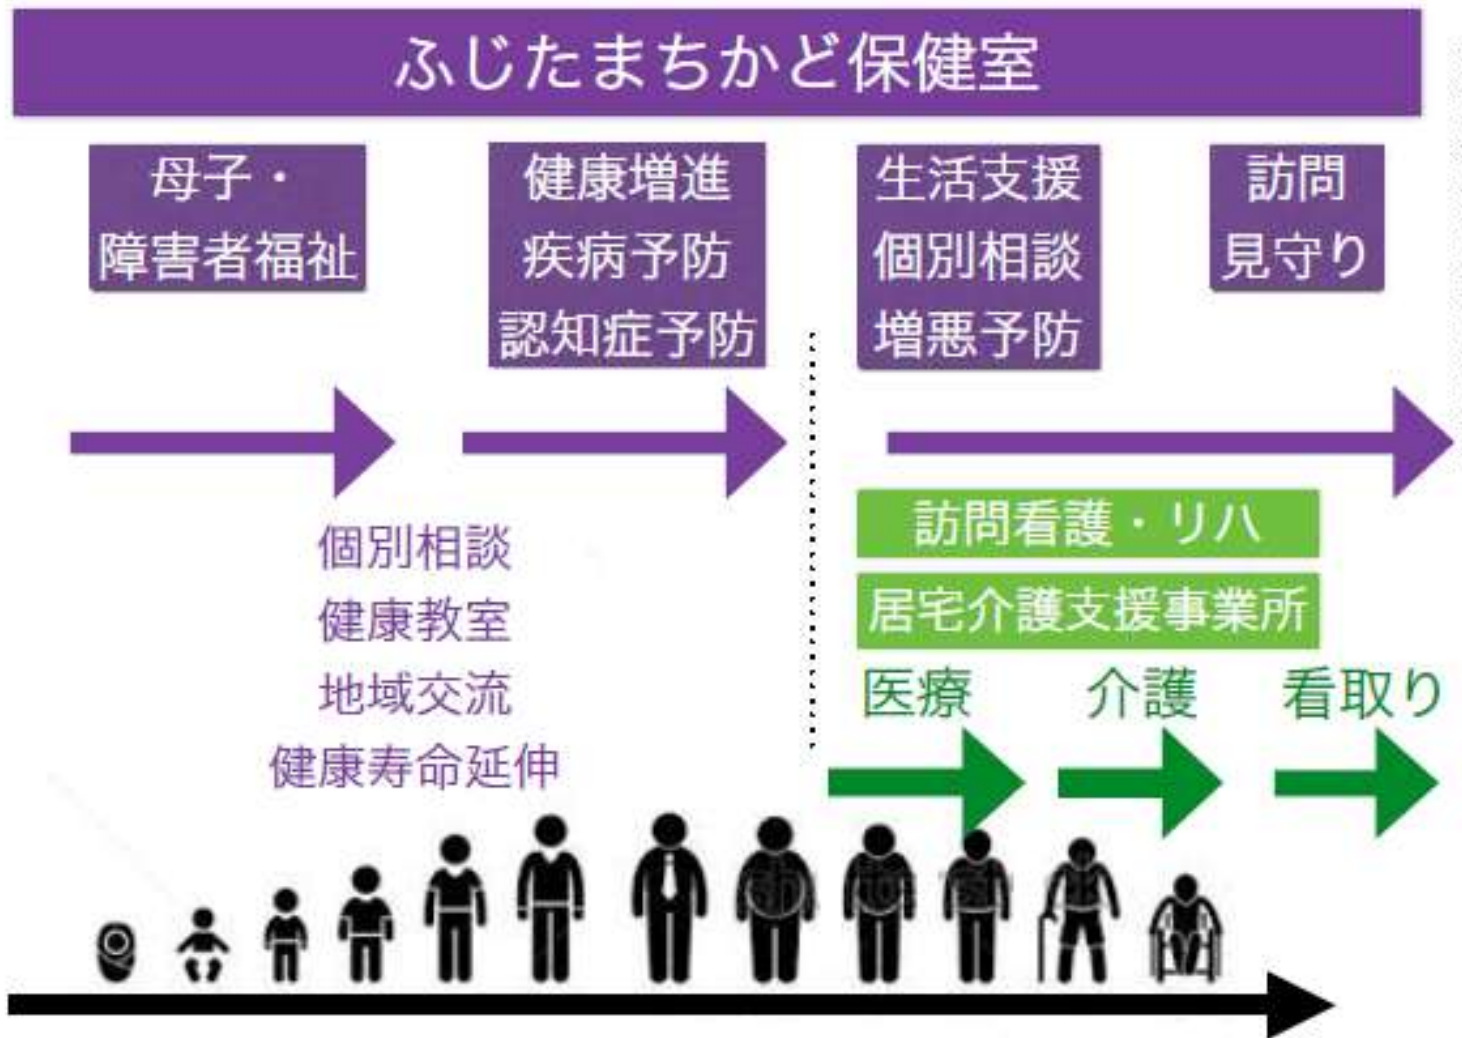 ふじたまちかど保健室
母子・
障害者福祉
健康増進
疾病予防
認知症予防
生活支援
個別相談
増悪予防
訪問
見守り
個別相談
健康教室
地域交流
健康寿命延伸
訪問看護・リハ
居宅介護支援事業所
医療
介護
看取り